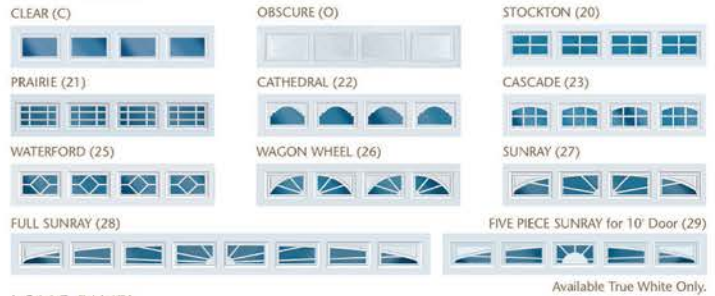 CLEAR (C)
OBSCURE (O)
STOCKTON (20)
PRAIRIE (21)
CATHEDRAL (22)
CASCADE (23)
WATERFORD (25)
WAGON WHEEL (26)
SUNRAY (27)
FULL SUNRAY (28)
FIVE PIECE SUNRAY for 10' Door (29)
Available True White Only.